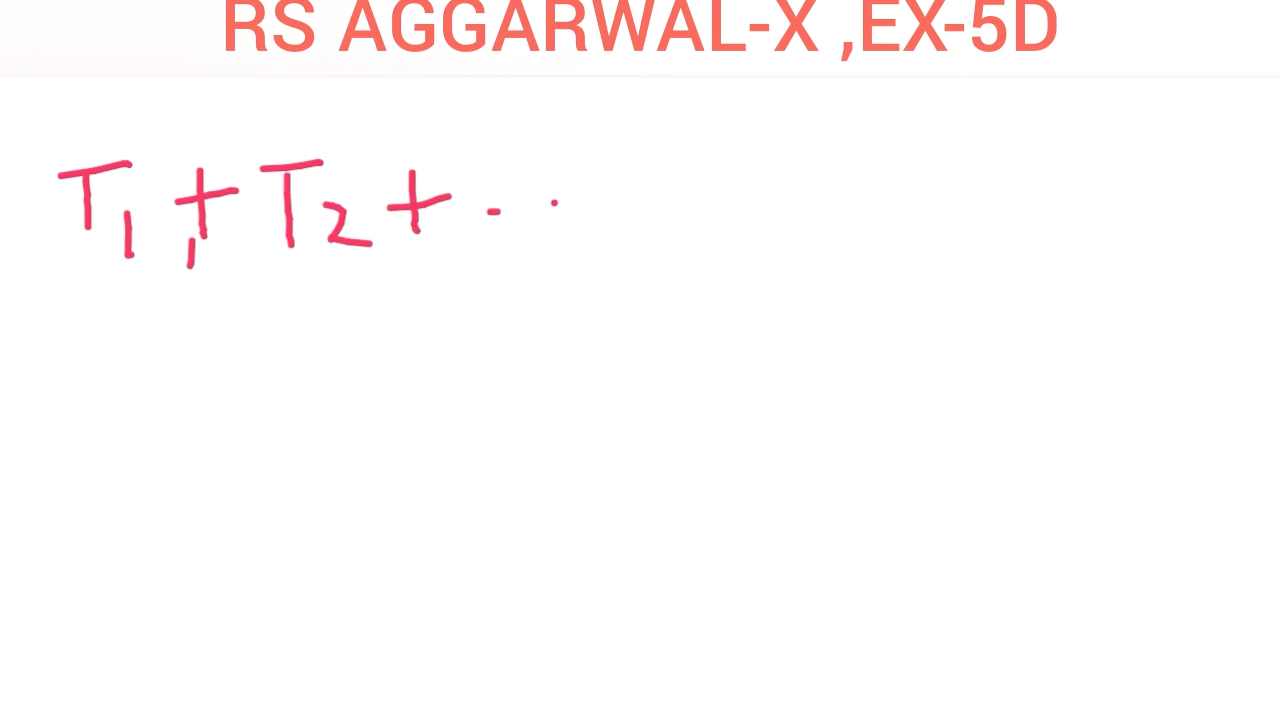 RS AGGARWAL-X ,EX-5D
T₁ + T₂ + - .